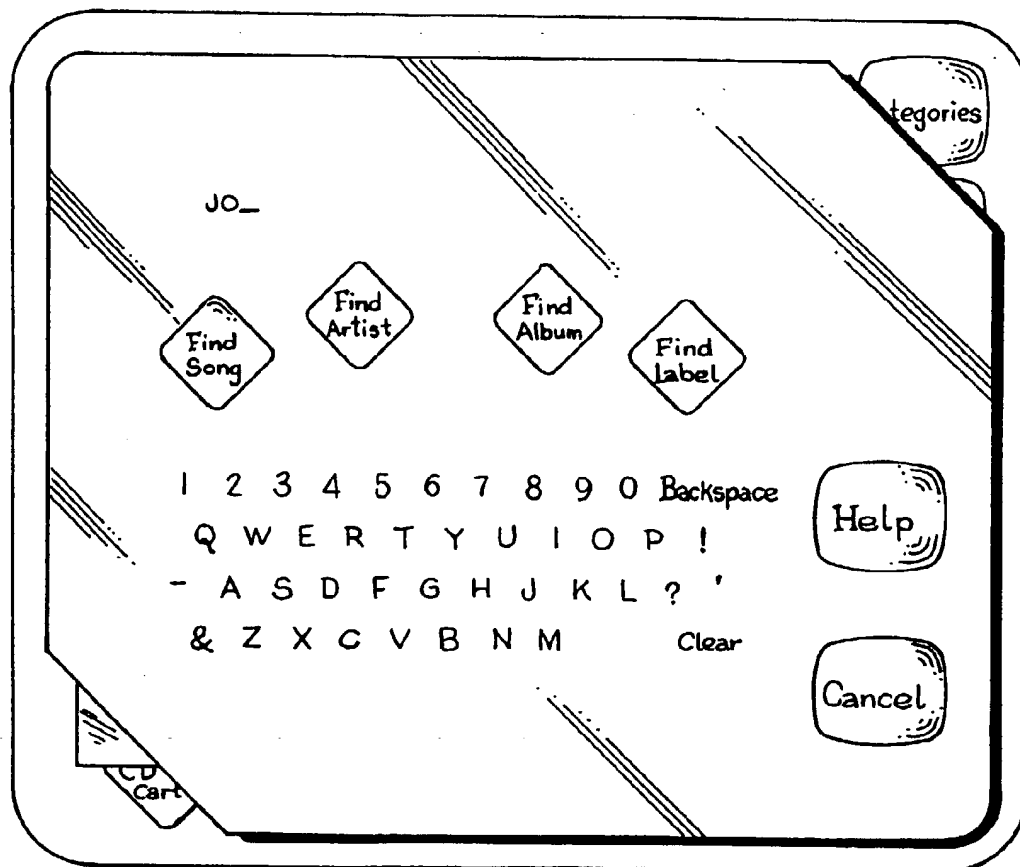 tegories
JO_
Find Song
Find Artist
Find Album
Find Label
1 2 3 4 5 6 7 8 9 0 Backspace
Q W E R T Y U I O P !
- A S D F G H J K L ? '
& Z X C V B N M Clear
Help
Cancel
CD
Cart